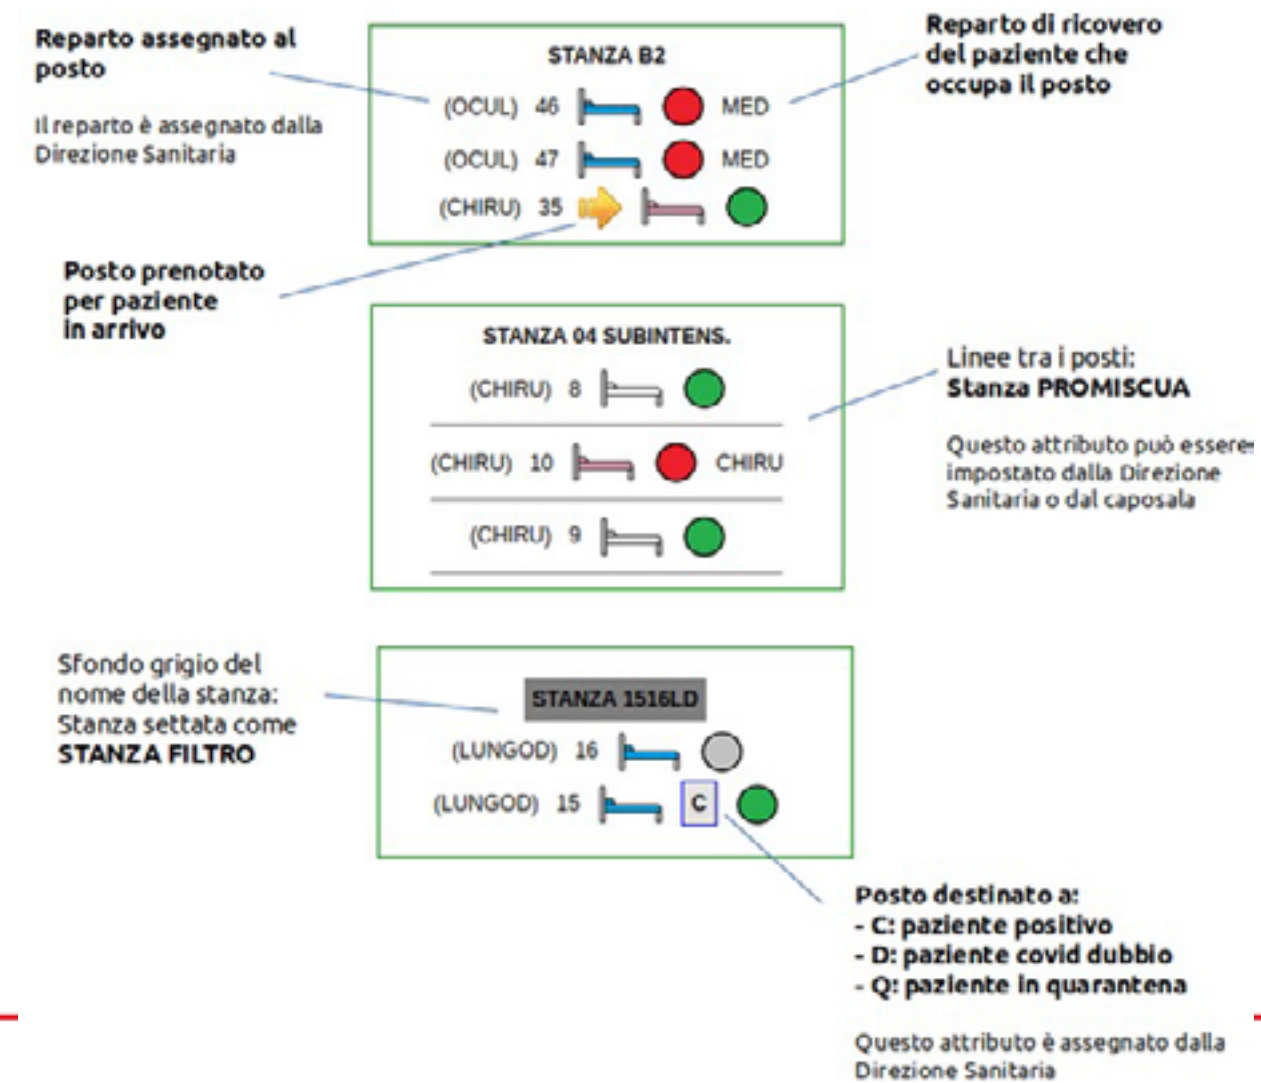 Reparto assegnato al
posto
Il reparto è assegnato dalla
Direzione Sanitaria
Reparto di ricovero
del paziente che
occupa il posto
STANZA B2
(OCUL) 46 MED
(OCUL) 47 MED
(CHIRU) 35
Posto prenotato
per paziente
in arrivo
STANZA 04 SUBINTENS.
(CHIRU) 8
(CHIRU) 10 CHIRU
(CHIRU) 9
Linee tra i posti:
Stanza PROMISCUA
Questo attributo può essere
impostato dalla Direzione
Sanitaria o dal caposala
Sfondo grigio del
nome della stanza:
Stanza settata come
STANZA FILTRO
STANZA 1516LD
(LUNGOD) 16
(LUNGOD) 15 C
Posto destinato a:
- C: paziente positivo
- D: paziente covid dubbio
- Q: paziente in quarantena
Questo attributo è assegnato dalla
Direzione Sanitaria